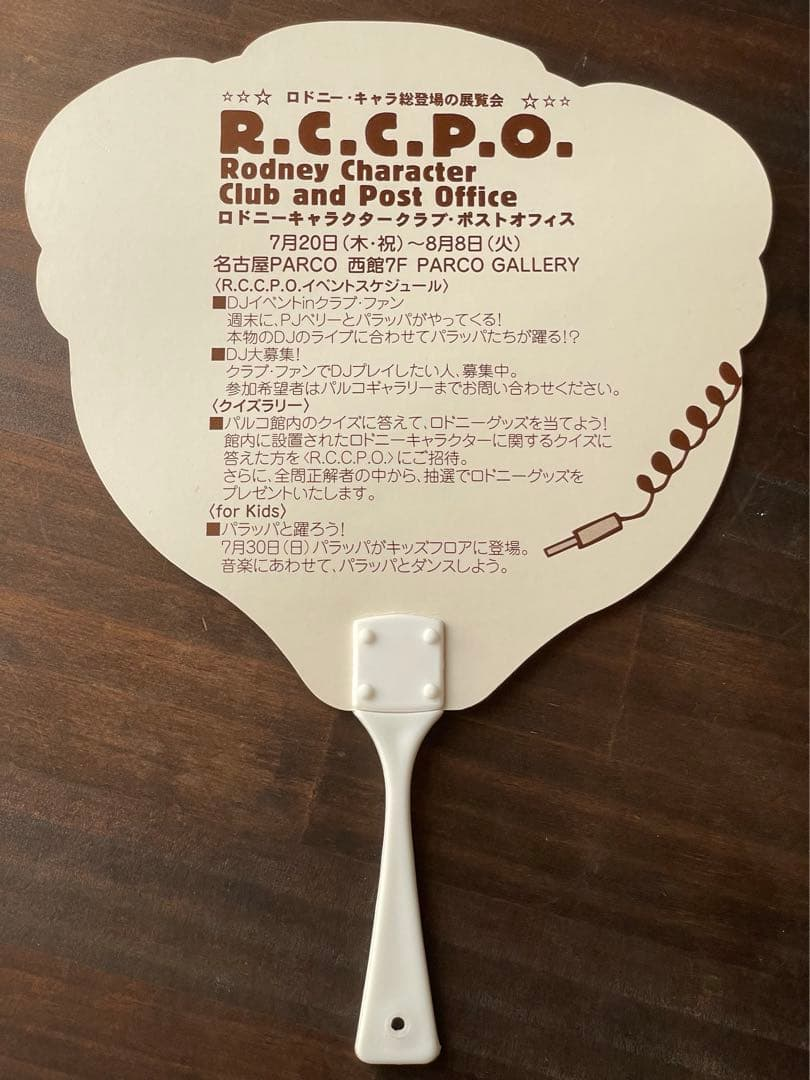 ☆☆☆ ロドニー・キャラ総登場の展覧会 ☆☆☆
R.C.C.P.O.
Rodney Character
Club and Post Office
ロドニーキャラクタークラブ・ポストオフィス
7月20日(木・祝)〜8月8日(火)
名古屋PARCO 西館7F PARCO GALLERY
〈R.C.C.P.O.イベントスケジュール〉
■DJイベントinクラブ・ファン
週末に、PJベリーとパラッパがやってくる!
本物のDJのライブに合わせてパラッパたちが躍る!?
■DJ大募集!
クラブ・ファンでDJプレイしたい人、募集中。
参加希望者はパルコギャラリーまでお問い合わせください。
〈クイズラリー〉
■パルコ館内のクイズに答えて、ロドニーグッズを当てよう!
館内に設置されたロドニーキャラクターに関するクイズに
答えた方を〈R.C.C.P.O.〉にご招待。
さらに、全問正解者の中から、抽選でロドニーグッズを
プレゼントいたします。
〈for Kids〉
■パラッパと躍ろう!
7月30日(日)パラッパがキッズフロアに登場。
音楽にあわせて、パラッパとダンスしよう。